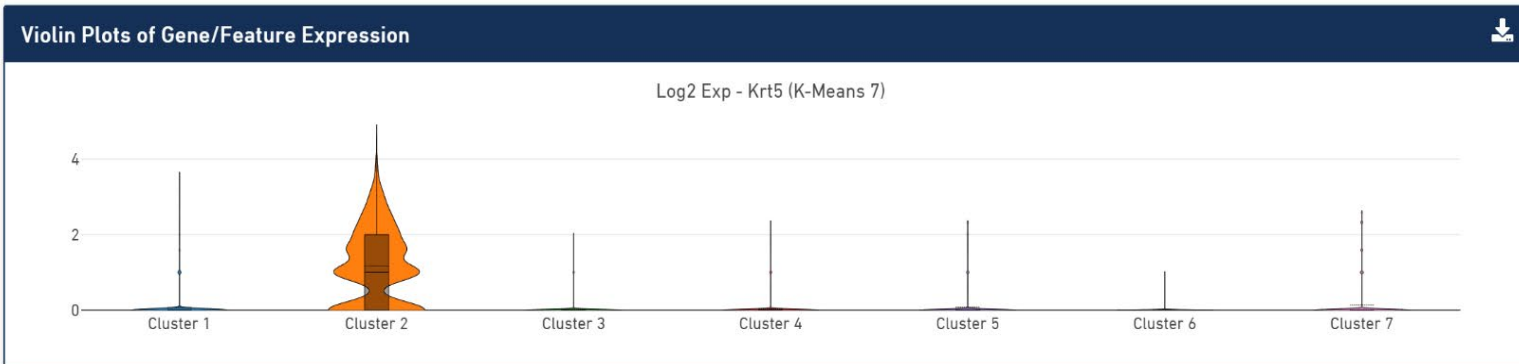 Violin Plots of Gene/Feature Expression
Log2 Exp - Krt5 (K-Means 7)
4
2
0
Cluster 1 Cluster 2 Cluster 3 Cluster 4 Cluster 5 Cluster 6 Cluster 7